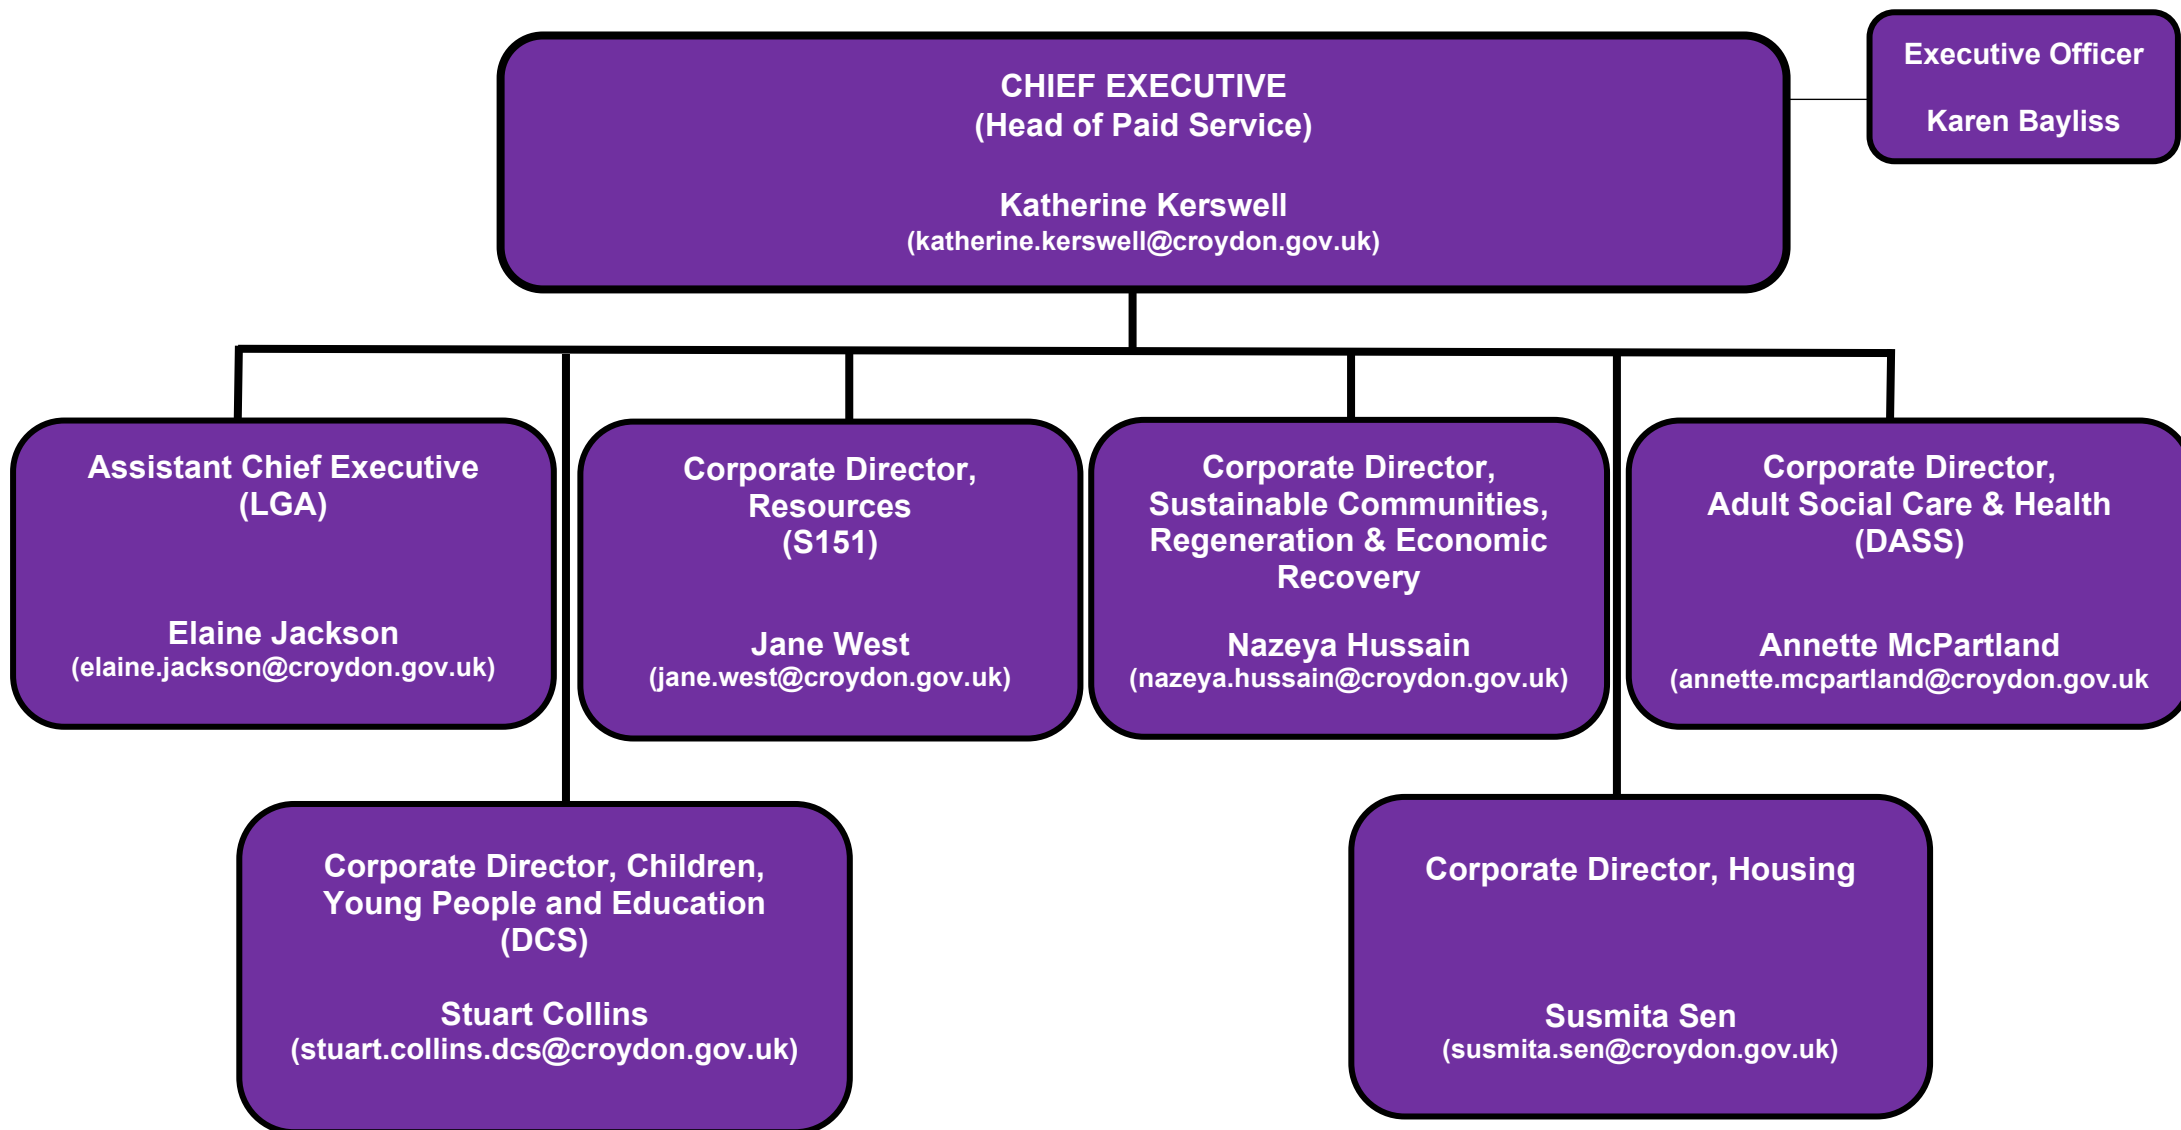 CHIEF EXECUTIVE
(Head of Paid Service)
Katherine Kerswell
(katherine.kerswell@croydon.gov.uk)
Executive Officer
Karen Bayliss
Assistant Chief Executive
(LGA)
Elaine Jackson
(elaine.jackson@croydon.gov.uk)
Corporate Director,
Resources
(S151)
Jane West
(jane.west@croydon.gov.uk)
Corporate Director,
Sustainable Communities,
Regeneration & Economic
Recovery
Nazeya Hussain
(nazeya.hussain@croydon.gov.uk)
Corporate Director,
Adult Social Care & Health
(DASS)
Annette McPartland
(annette.mcpartland@croydon.gov.uk
Corporate Director, Children,
Young People and Education
(DCS)
Stuart Collins
(stuart.collins.dcs@croydon.gov.uk)
Corporate Director, Housing
Susmita Sen
(susmita.sen@croydon.gov.uk)